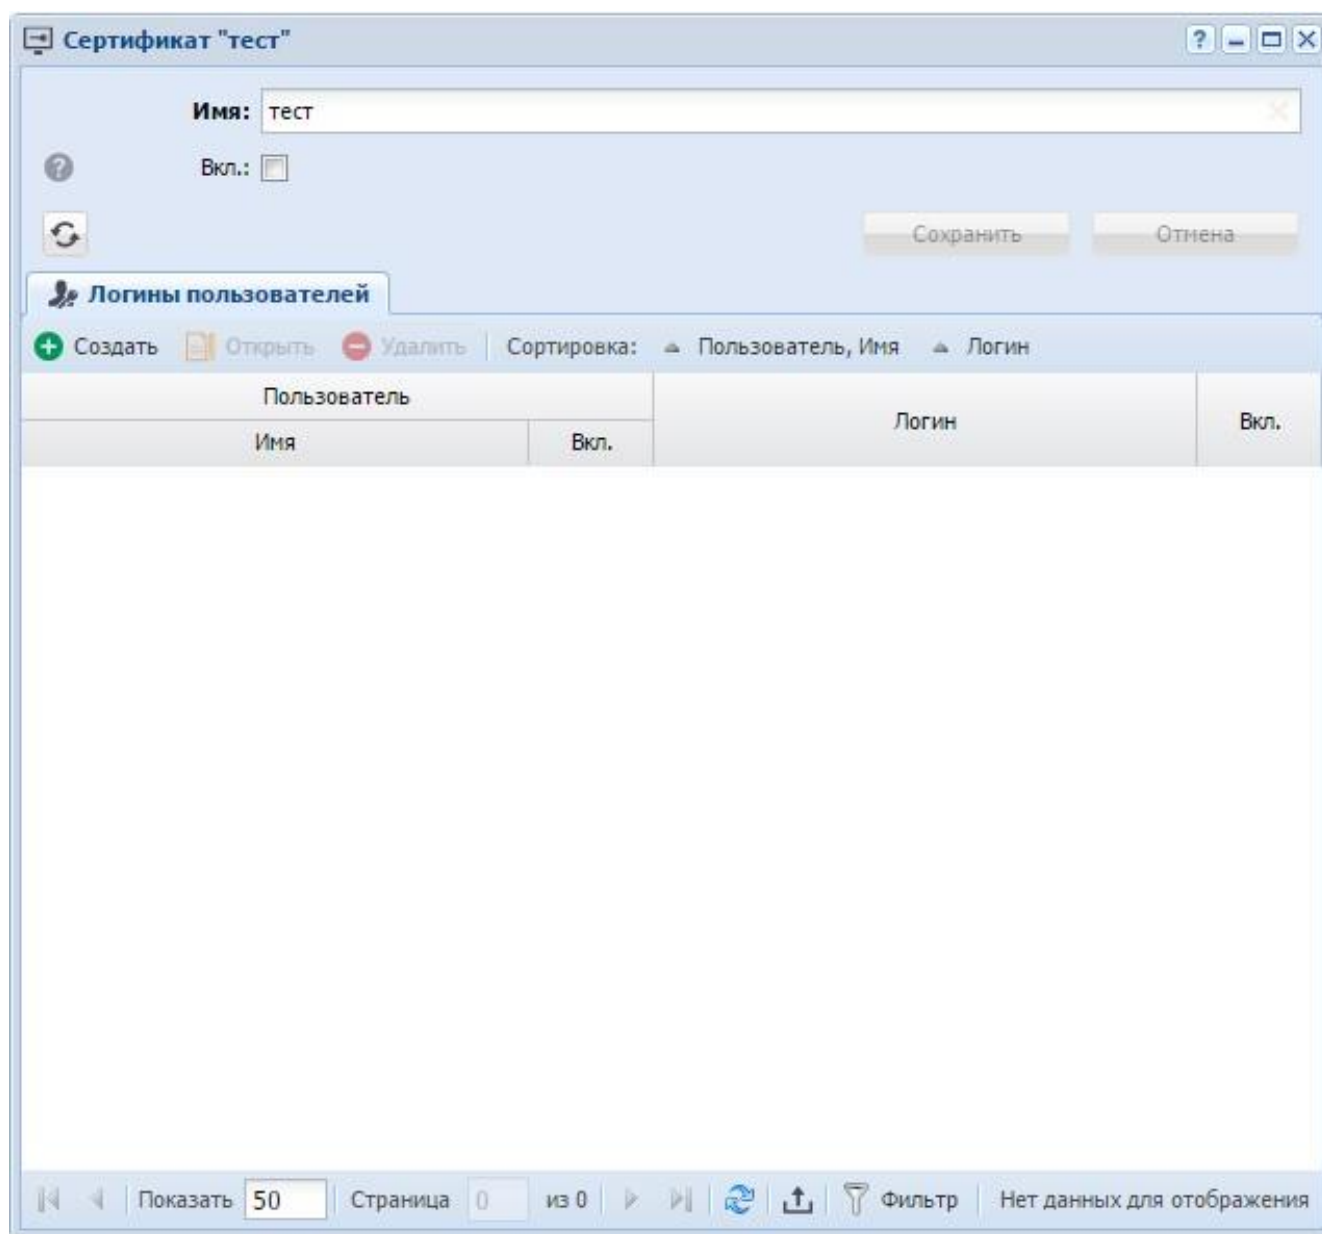 Сертификат "тест"
Имя: тест
Вкл.:
Сохранить Отмена
Логины пользователей
Создать Открыть Удалить Сортировка: Пользователь, Имя Логин
Пользователь
Логин Вкл.
Имя Вкл.
Показать 50 Страница 0 из 0 Фильтр Нет данных для отображения